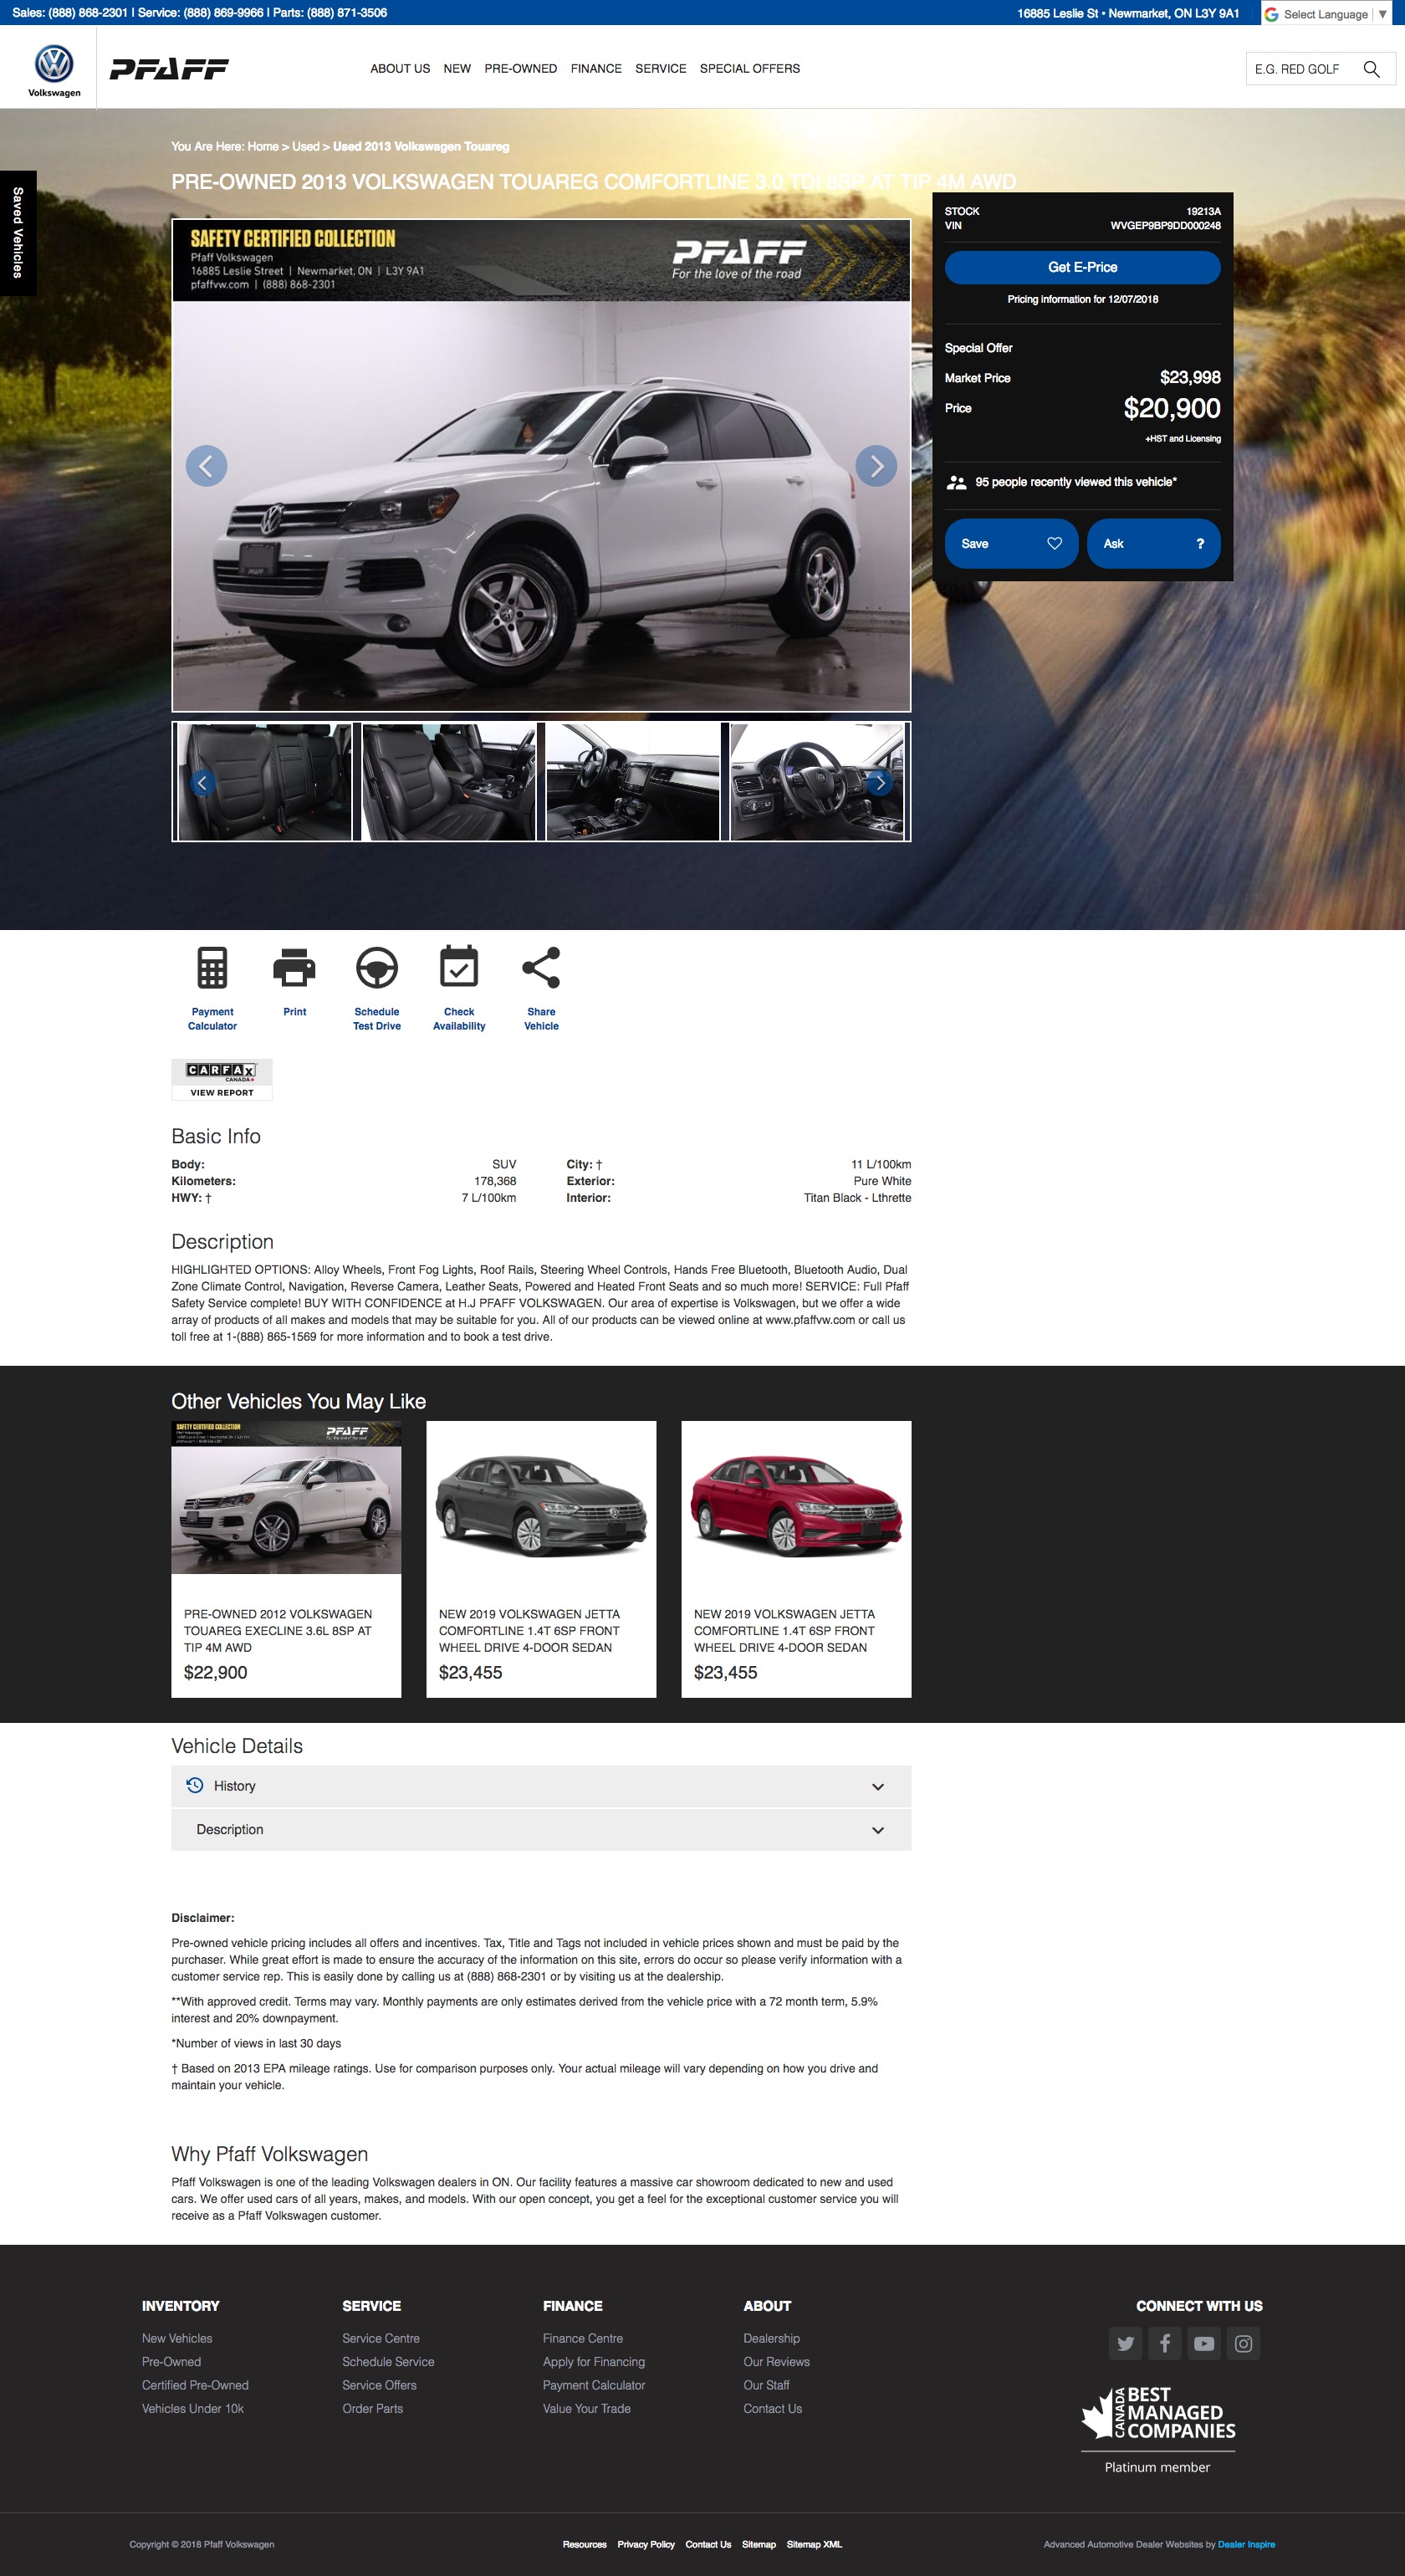 Sales: (888) 868-2301 | Service: (888) 869-9966 | Parts: (888) 871-3506
16885 Leslie St • Newmarket, ON L3Y 9A1
Select Language ▼
Volkswagen
PFAFF
ABOUT US NEW PRE-OWNED FINANCE SERVICE SPECIAL OFFERS
E.G. RED GOLF
You Are Here: Home > Used > Used 2013 Volkswagen Touareg
PRE-OWNED 2013 VOLKSWAGEN TOUAREG COMFORTLINE 3.0 TDI 8SP AT TIP 4M AWD
Saved Vehicles
SAFETY CERTIFIED COLLECTION
Pfaff Volkswagen
16885 Leslie Street | Newmarket, ON | L3Y 9A1
pfaffvw.com | (888) 868-2301
PFAFF
For the love of the road
STOCK 19213A
VIN WVGEP9BP9DD000248
Get E-Price
Pricing information for 12/07/2018
Special Offer
Market Price $23,998
Price $20,900
+HST and Licensing
95 people recently viewed this vehicle*
Save
Ask ?
Payment Calculator
Print
Schedule Test Drive
Check Availability
Share Vehicle
CARFAX
CANADA
VIEW REPORT
Basic Info
Body: SUV
City: † 11 L/100km
Kilometers: 178,368
Exterior: Pure White
HWY: † 7 L/100km
Interior: Titan Black - Lthrette
Description
HIGHLIGHTED OPTIONS: Alloy Wheels, Front Fog Lights, Roof Rails, Steering Wheel Controls, Hands Free Bluetooth, Bluetooth Audio, Dual
Zone Climate Control, Navigation, Reverse Camera, Leather Seats, Powered and Heated Front Seats and so much more! SERVICE: Full Pfaff
Safety Service complete! BUY WITH CONFIDENCE at H.J PFAFF VOLKSWAGEN. Our area of expertise is Volkswagen, but we offer a wide
array of products of all makes and models that may be suitable for you. All of our products can be viewed online at www.pfaffvw.com or call us
toll free at 1-(888) 865-1569 for more information and to book a test drive.
Other Vehicles You May Like
SAFETY CERTIFIED COLLECTION
PFAFF
PRE-OWNED 2012 VOLKSWAGEN
TOUAREG EXECLINE 3.6L 8SP AT
TIP 4M AWD
$22,900
NEW 2019 VOLKSWAGEN JETTA
COMFORTLINE 1.4T 6SP FRONT
WHEEL DRIVE 4-DOOR SEDAN
$23,455
NEW 2019 VOLKSWAGEN JETTA
COMFORTLINE 1.4T 6SP FRONT
WHEEL DRIVE 4-DOOR SEDAN
$23,455
Vehicle Details
History
Description
Disclaimer:
Pre-owned vehicle pricing includes all offers and incentives. Tax, Title and Tags not included in vehicle prices shown and must be paid by the
purchaser. While great effort is made to ensure the accuracy of the information on this site, errors do occur so please verify information with a
customer service rep. This is easily done by calling us at (888) 868-2301 or by visiting us at the dealership.
**With approved credit. Terms may vary. Monthly payments are only estimates derived from the vehicle price with a 72 month term, 5.9%
interest and 20% downpayment.
*Number of views in last 30 days
† Based on 2013 EPA mileage ratings. Use for comparison purposes only. Your actual mileage will vary depending on how you drive and
maintain your vehicle.
Why Pfaff Volkswagen
Pfaff Volkswagen is one of the leading Volkswagen dealers in ON. Our facility features a massive car showroom dedicated to new and used
cars. We offer used cars of all years, makes, and models. With our open concept, you get a feel for the exceptional customer service you will
receive as a Pfaff Volkswagen customer.
INVENTORY
New Vehicles
Pre-Owned
Certified Pre-Owned
Vehicles Under 10k
SERVICE
Service Centre
Schedule Service
Service Offers
Order Parts
FINANCE
Finance Centre
Apply for Financing
Payment Calculator
Value Your Trade
ABOUT
Dealership
Our Reviews
Our Staff
Contact Us
CONNECT WITH US
CANADA
BEST
MANAGED
COMPANIES
Platinum member
Copyright © 2018 Pfaff Volkswagen
Resources Privacy Policy Contact Us Sitemap Sitemap XML
Advanced Automotive Dealer Websites by Dealer Inspire